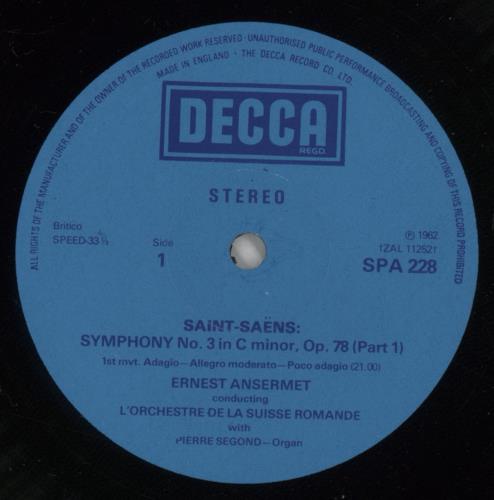 ALL RIGHTS OF THE MANUFACTURER AND OF THE OWNER OF THE RECORDED WORK RESERVED · UNAUTHORISED PUBLIC PERFORMANCE BROADCASTING AND COPYING OF THIS RECORD PROHIBITED
MADE IN ENGLAND · THE DECCA RECORD CO. LTD.
DECCA
REGD.
STEREO
Britico
SPEED-33⅓
Side
1
℗ 1962
†ZAL 11252†
SPA 228
SAINT-SAËNS:
SYMPHONY No. 3 in C minor, Op. 78 (Part 1)
1st mvt. Adagio—Allegro moderato—Poco adagio (21.00)
ERNEST ANSERMET
conducting
L'ORCHESTRE DE LA SUISSE ROMANDE
with
PIERRE SEGOND—Organ